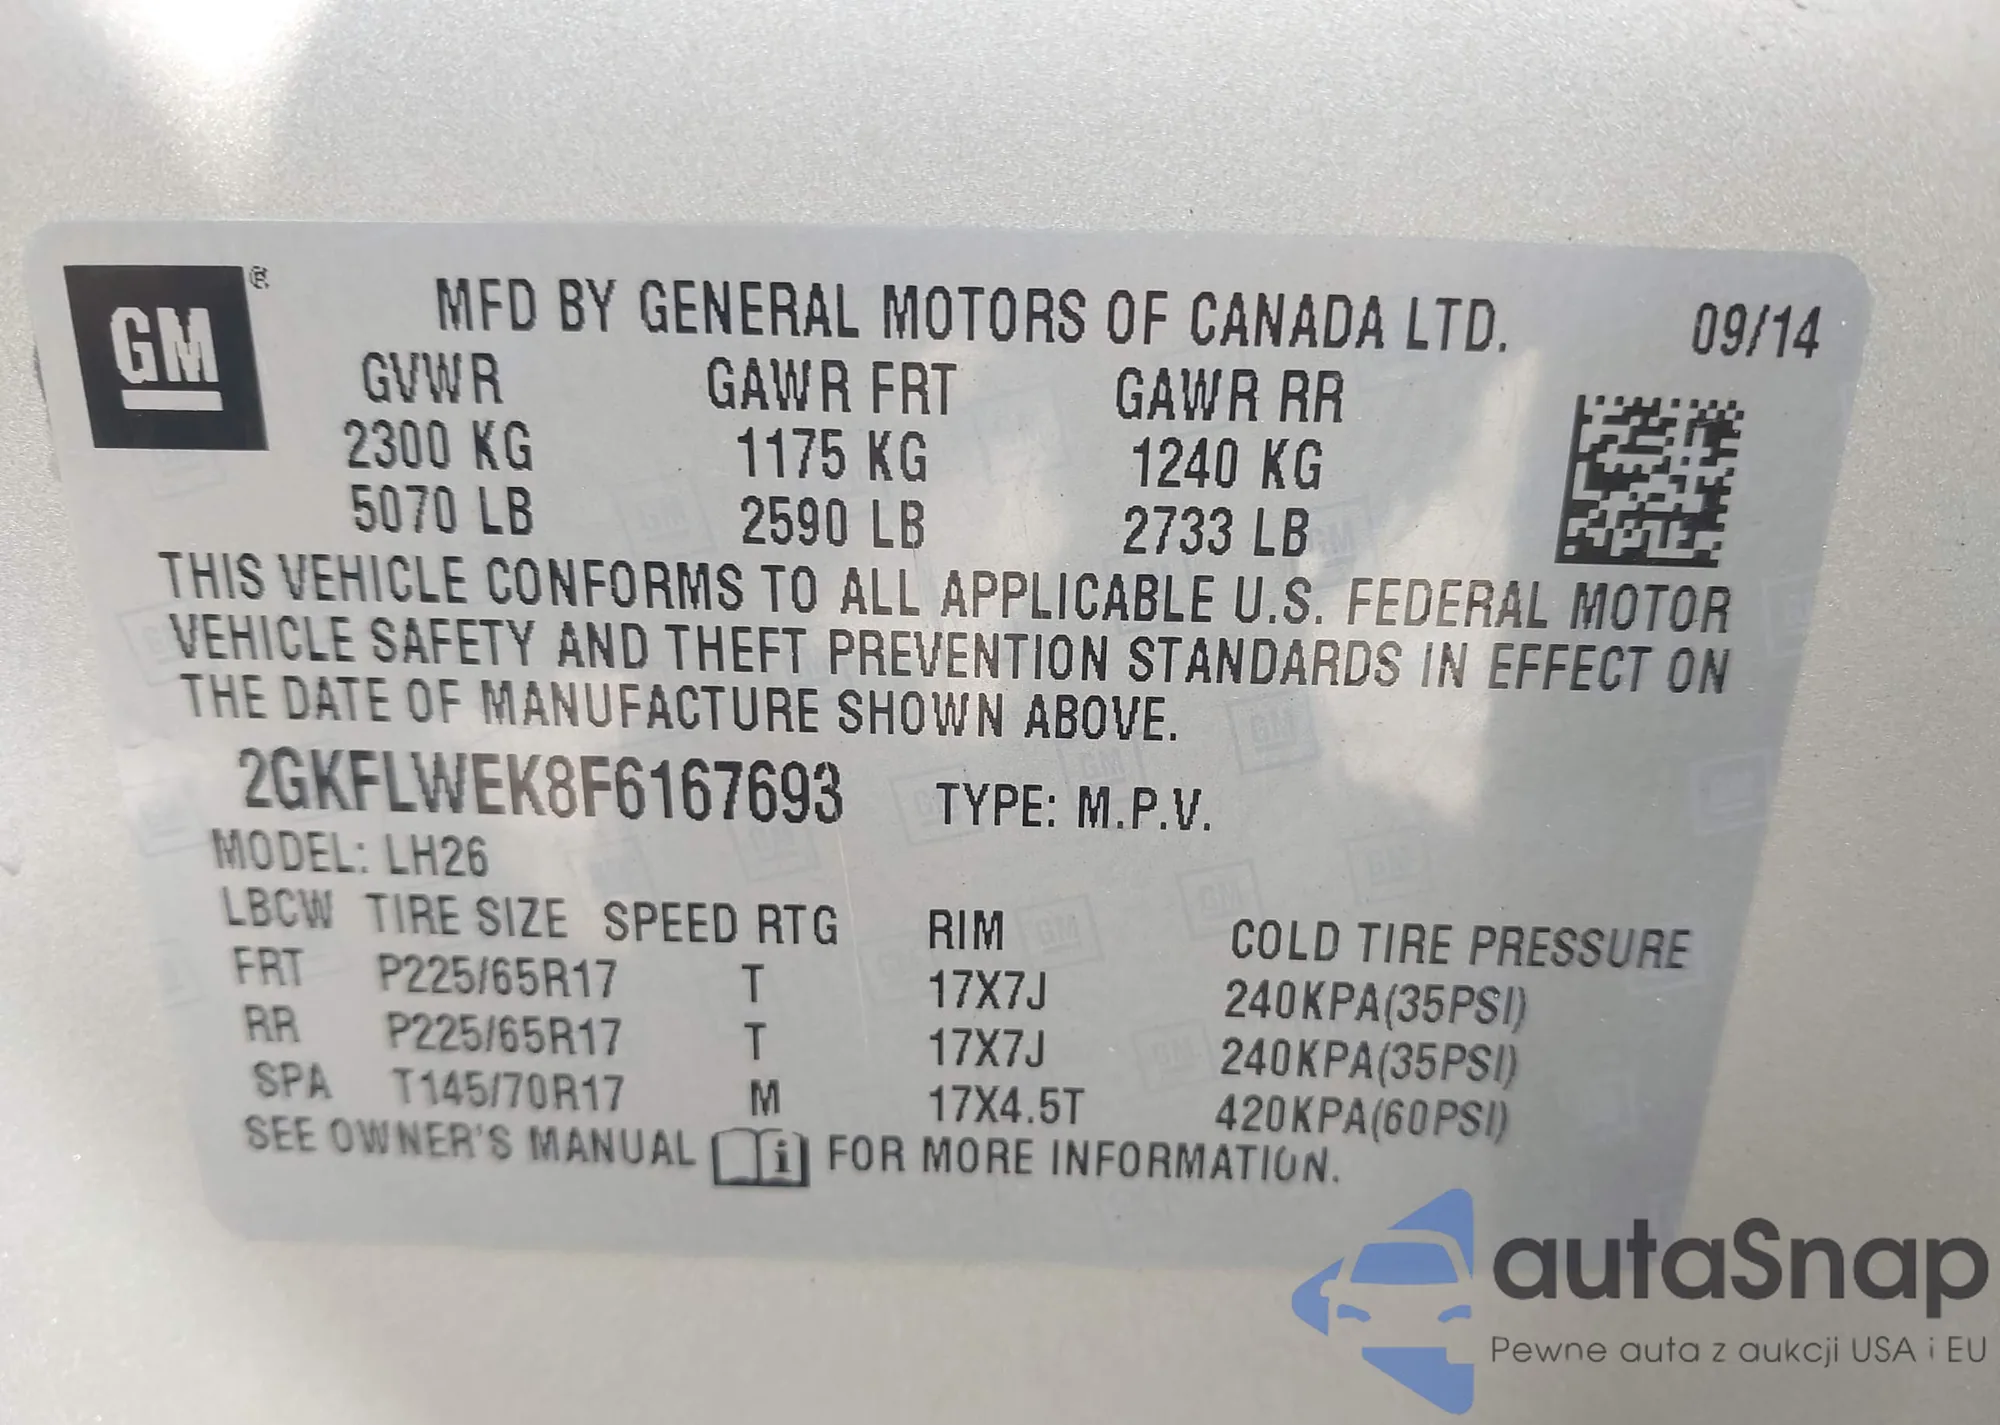 GM ®
MFD BY GENERAL MOTORS OF CANADA LTD. 09/14
GVWR GAWR FRT GAWR RR
2300 KG 1175 KG 1240 KG
5070 LB 2590 LB 2733 LB
THIS VEHICLE CONFORMS TO ALL APPLICABLE U.S. FEDERAL MOTOR
VEHICLE SAFETY AND THEFT PREVENTION STANDARDS IN EFFECT ON
THE DATE OF MANUFACTURE SHOWN ABOVE.
2GKFLWEK8F6167693 TYPE: M.P.V.
MODEL: LH26
LBCW TIRE SIZE SPEED RTG RIM COLD TIRE PRESSURE
FRT P225/65R17 T 17X7J 240KPA(35PSI)
RR P225/65R17 T 17X7J 240KPA(35PSI)
SPA T145/70R17 M 17X4.5T 420KPA(60PSI)
SEE OWNER'S MANUAL i FOR MORE INFORMATION.
autaSnap
Pewne auta z aukcji USA i EU